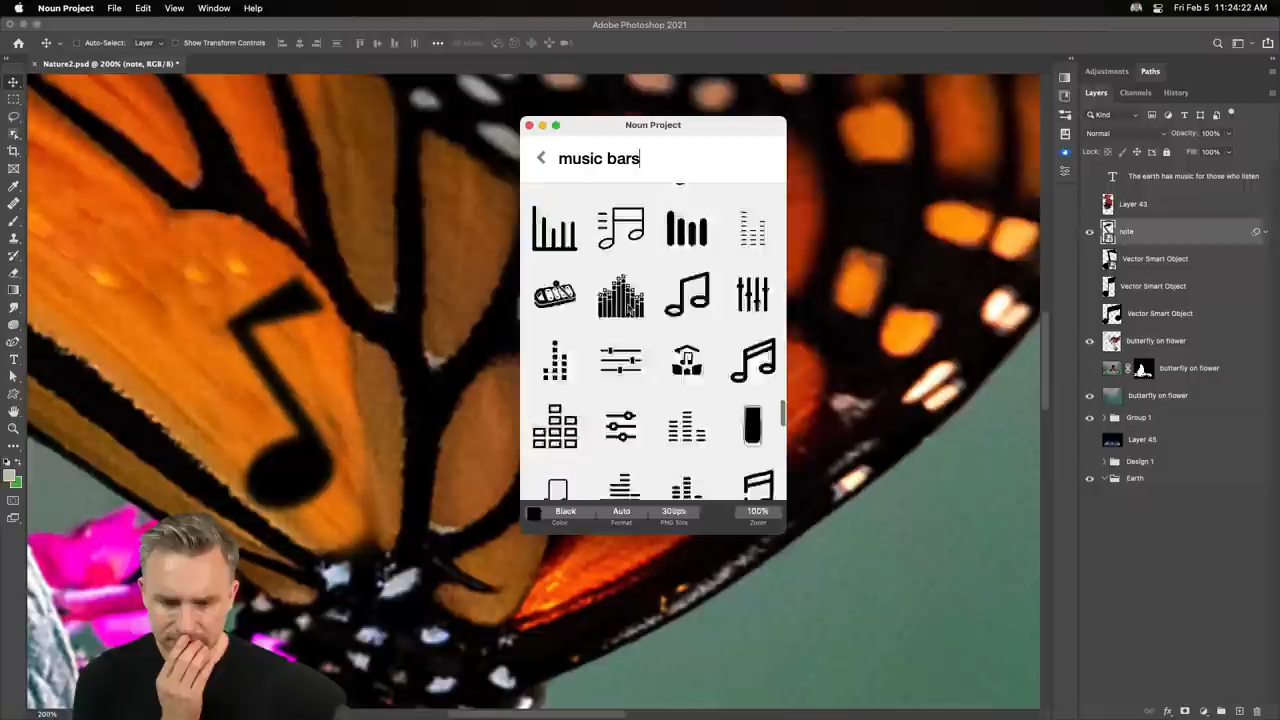 Noun Project File Edit View Window Help
Fri Feb 5 11:24:22 AM
Adobe Photoshop 2021
Auto-Select: Layer Show Transform Controls
Nature2.psd @ 200% (note, RGB/8) *
Noun Project
music bars
Black Auto 300px 100%
Color Format PNG Size Zoom
Adjustments Paths
Layers Channels History
Kind
Normal Opacity: 100%
Lock: Fill: 100%
The earth has music for those who listen
Layer 43
note
Vector Smart Object
Vector Smart Object
Vector Smart Object
butterfly on flower
butterfly on flower
butterfly on flower
Group 1
Layer 45
Design 1
Earth
200%